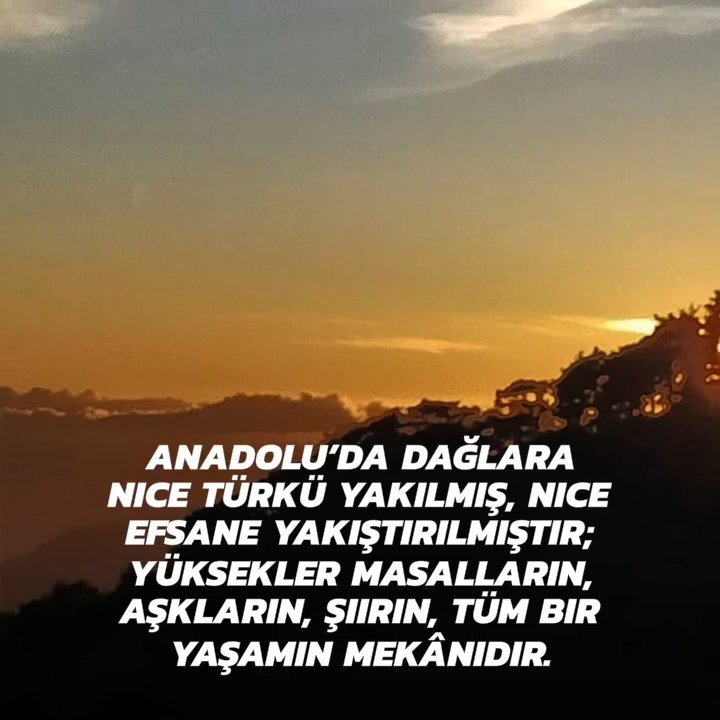 ANADOLU’DA DAĞLARA
NICE TÜRKÜ YAKILMIŞ, NICE
EFSANE YAKIŞTIRILMIŞTIR;
YÜKSEKLER MASALLARIN,
AŞKLARIN, ŞIIRIN, TÜM BIR
YAŞAMIN MEKÂNIDIR.